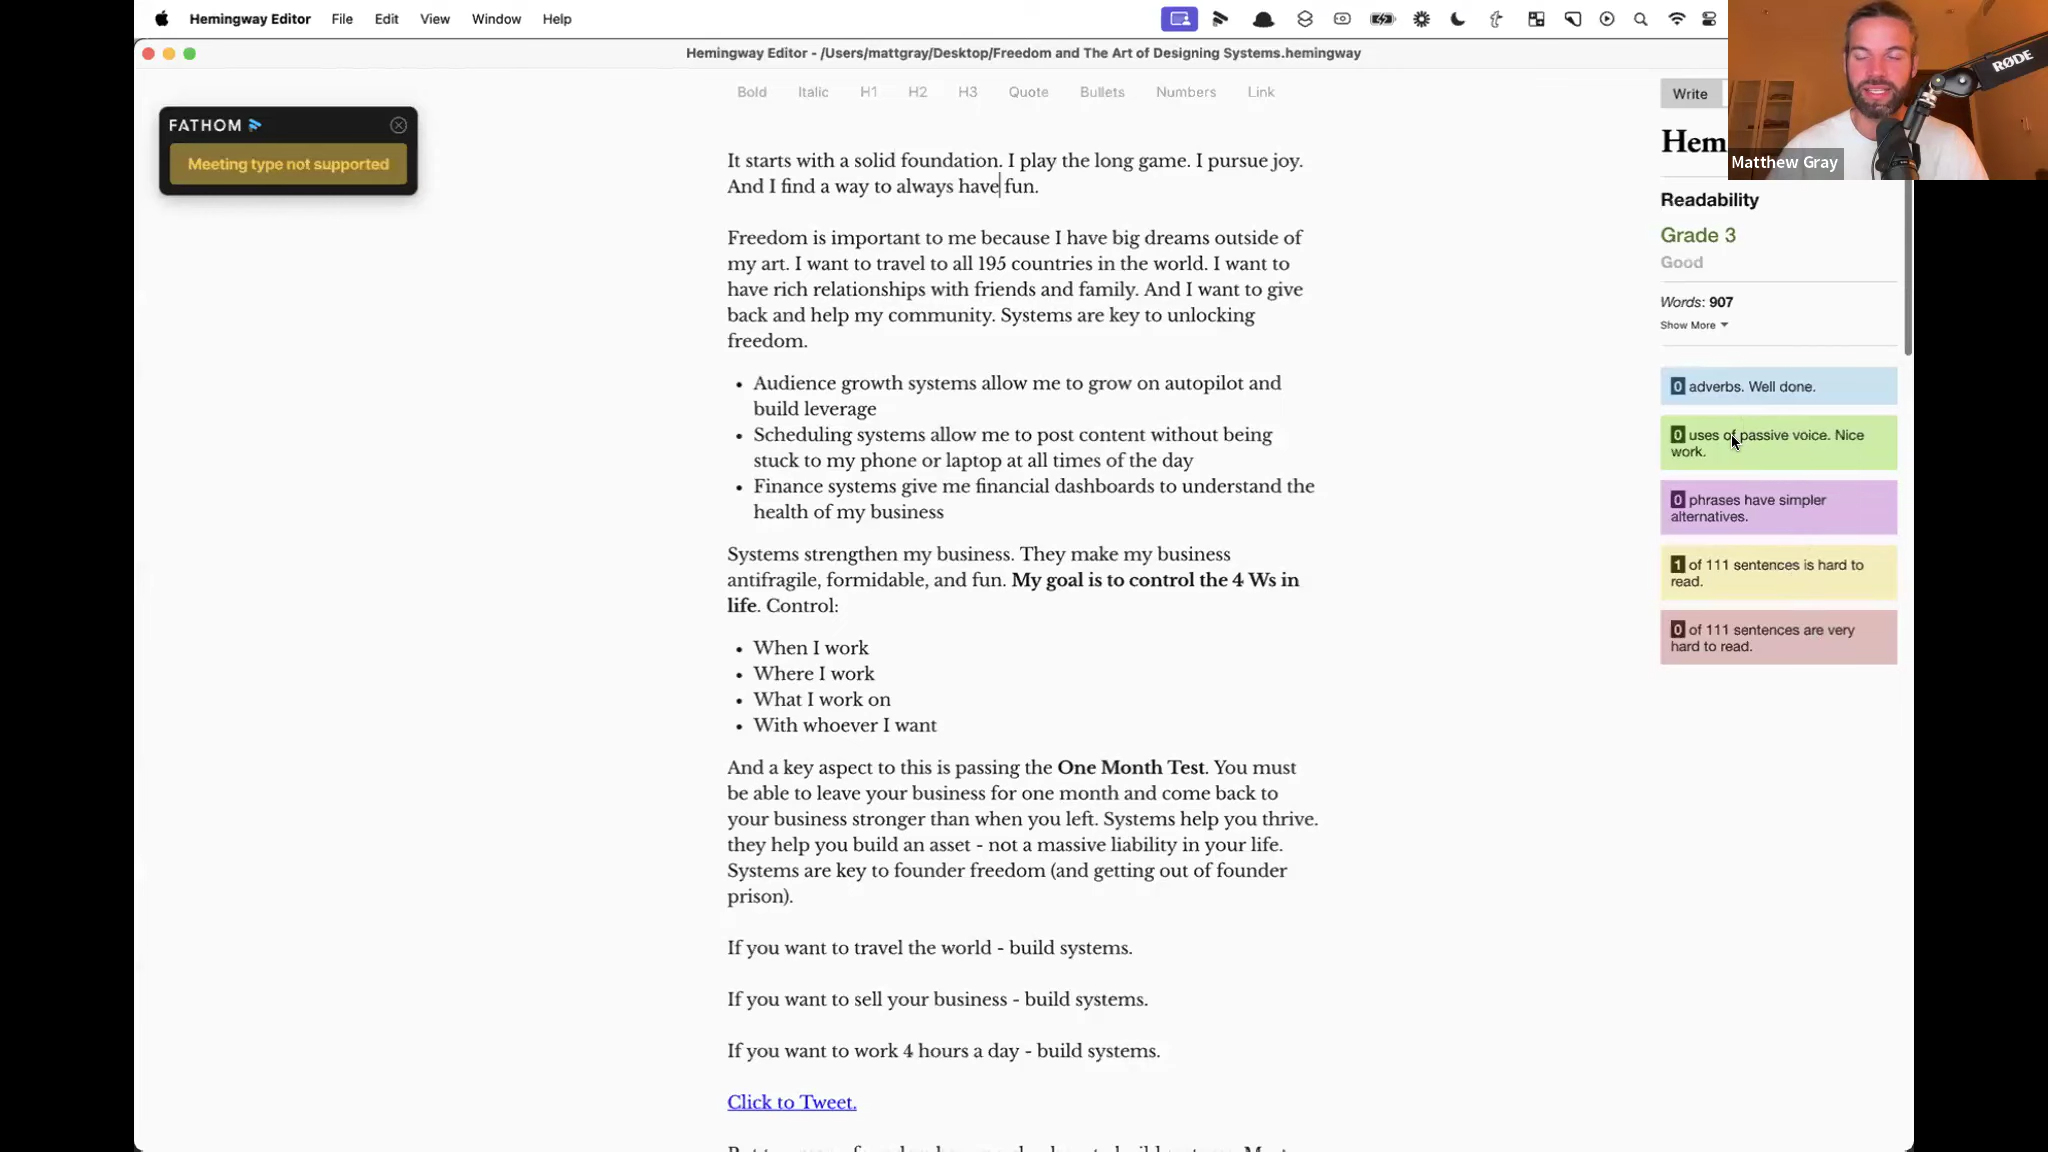 Hemingway Editor File Edit View Window Help
Hemingway Editor - /Users/mattgray/Desktop/Freedom and The Art of Designing Systems.hemingway
RØDE
Matthew Gray
FATHOM
Meeting type not supported
Bold Italic H1 H2 H3 Quote Bullets Numbers Link
It starts with a solid foundation. I play the long game. I pursue joy.
And I find a way to always have fun.
Freedom is important to me because I have big dreams outside of
my art. I want to travel to all 195 countries in the world. I want to
have rich relationships with friends and family. And I want to give
back and help my community. Systems are key to unlocking
freedom.
• Audience growth systems allow me to grow on autopilot and
build leverage
• Scheduling systems allow me to post content without being
stuck to my phone or laptop at all times of the day
• Finance systems give me financial dashboards to understand the
health of my business
Systems strengthen my business. They make my business
antifragile, formidable, and fun. My goal is to control the 4 Ws in
life. Control:
• When I work
• Where I work
• What I work on
• With whoever I want
And a key aspect to this is passing the One Month Test. You must
be able to leave your business for one month and come back to
your business stronger than when you left. Systems help you thrive.
they help you build an asset - not a massive liability in your life.
Systems are key to founder freedom (and getting out of founder
prison).
If you want to travel the world - build systems.
If you want to sell your business - build systems.
If you want to work 4 hours a day - build systems.
Click to Tweet.
Write
Hem
Readability
Grade 3
Good
Words: 907
Show More
0 adverbs. Well done.
0 uses of passive voice. Nice
work.
0 phrases have simpler
alternatives.
1 of 111 sentences is hard to
read.
0 of 111 sentences are very
hard to read.